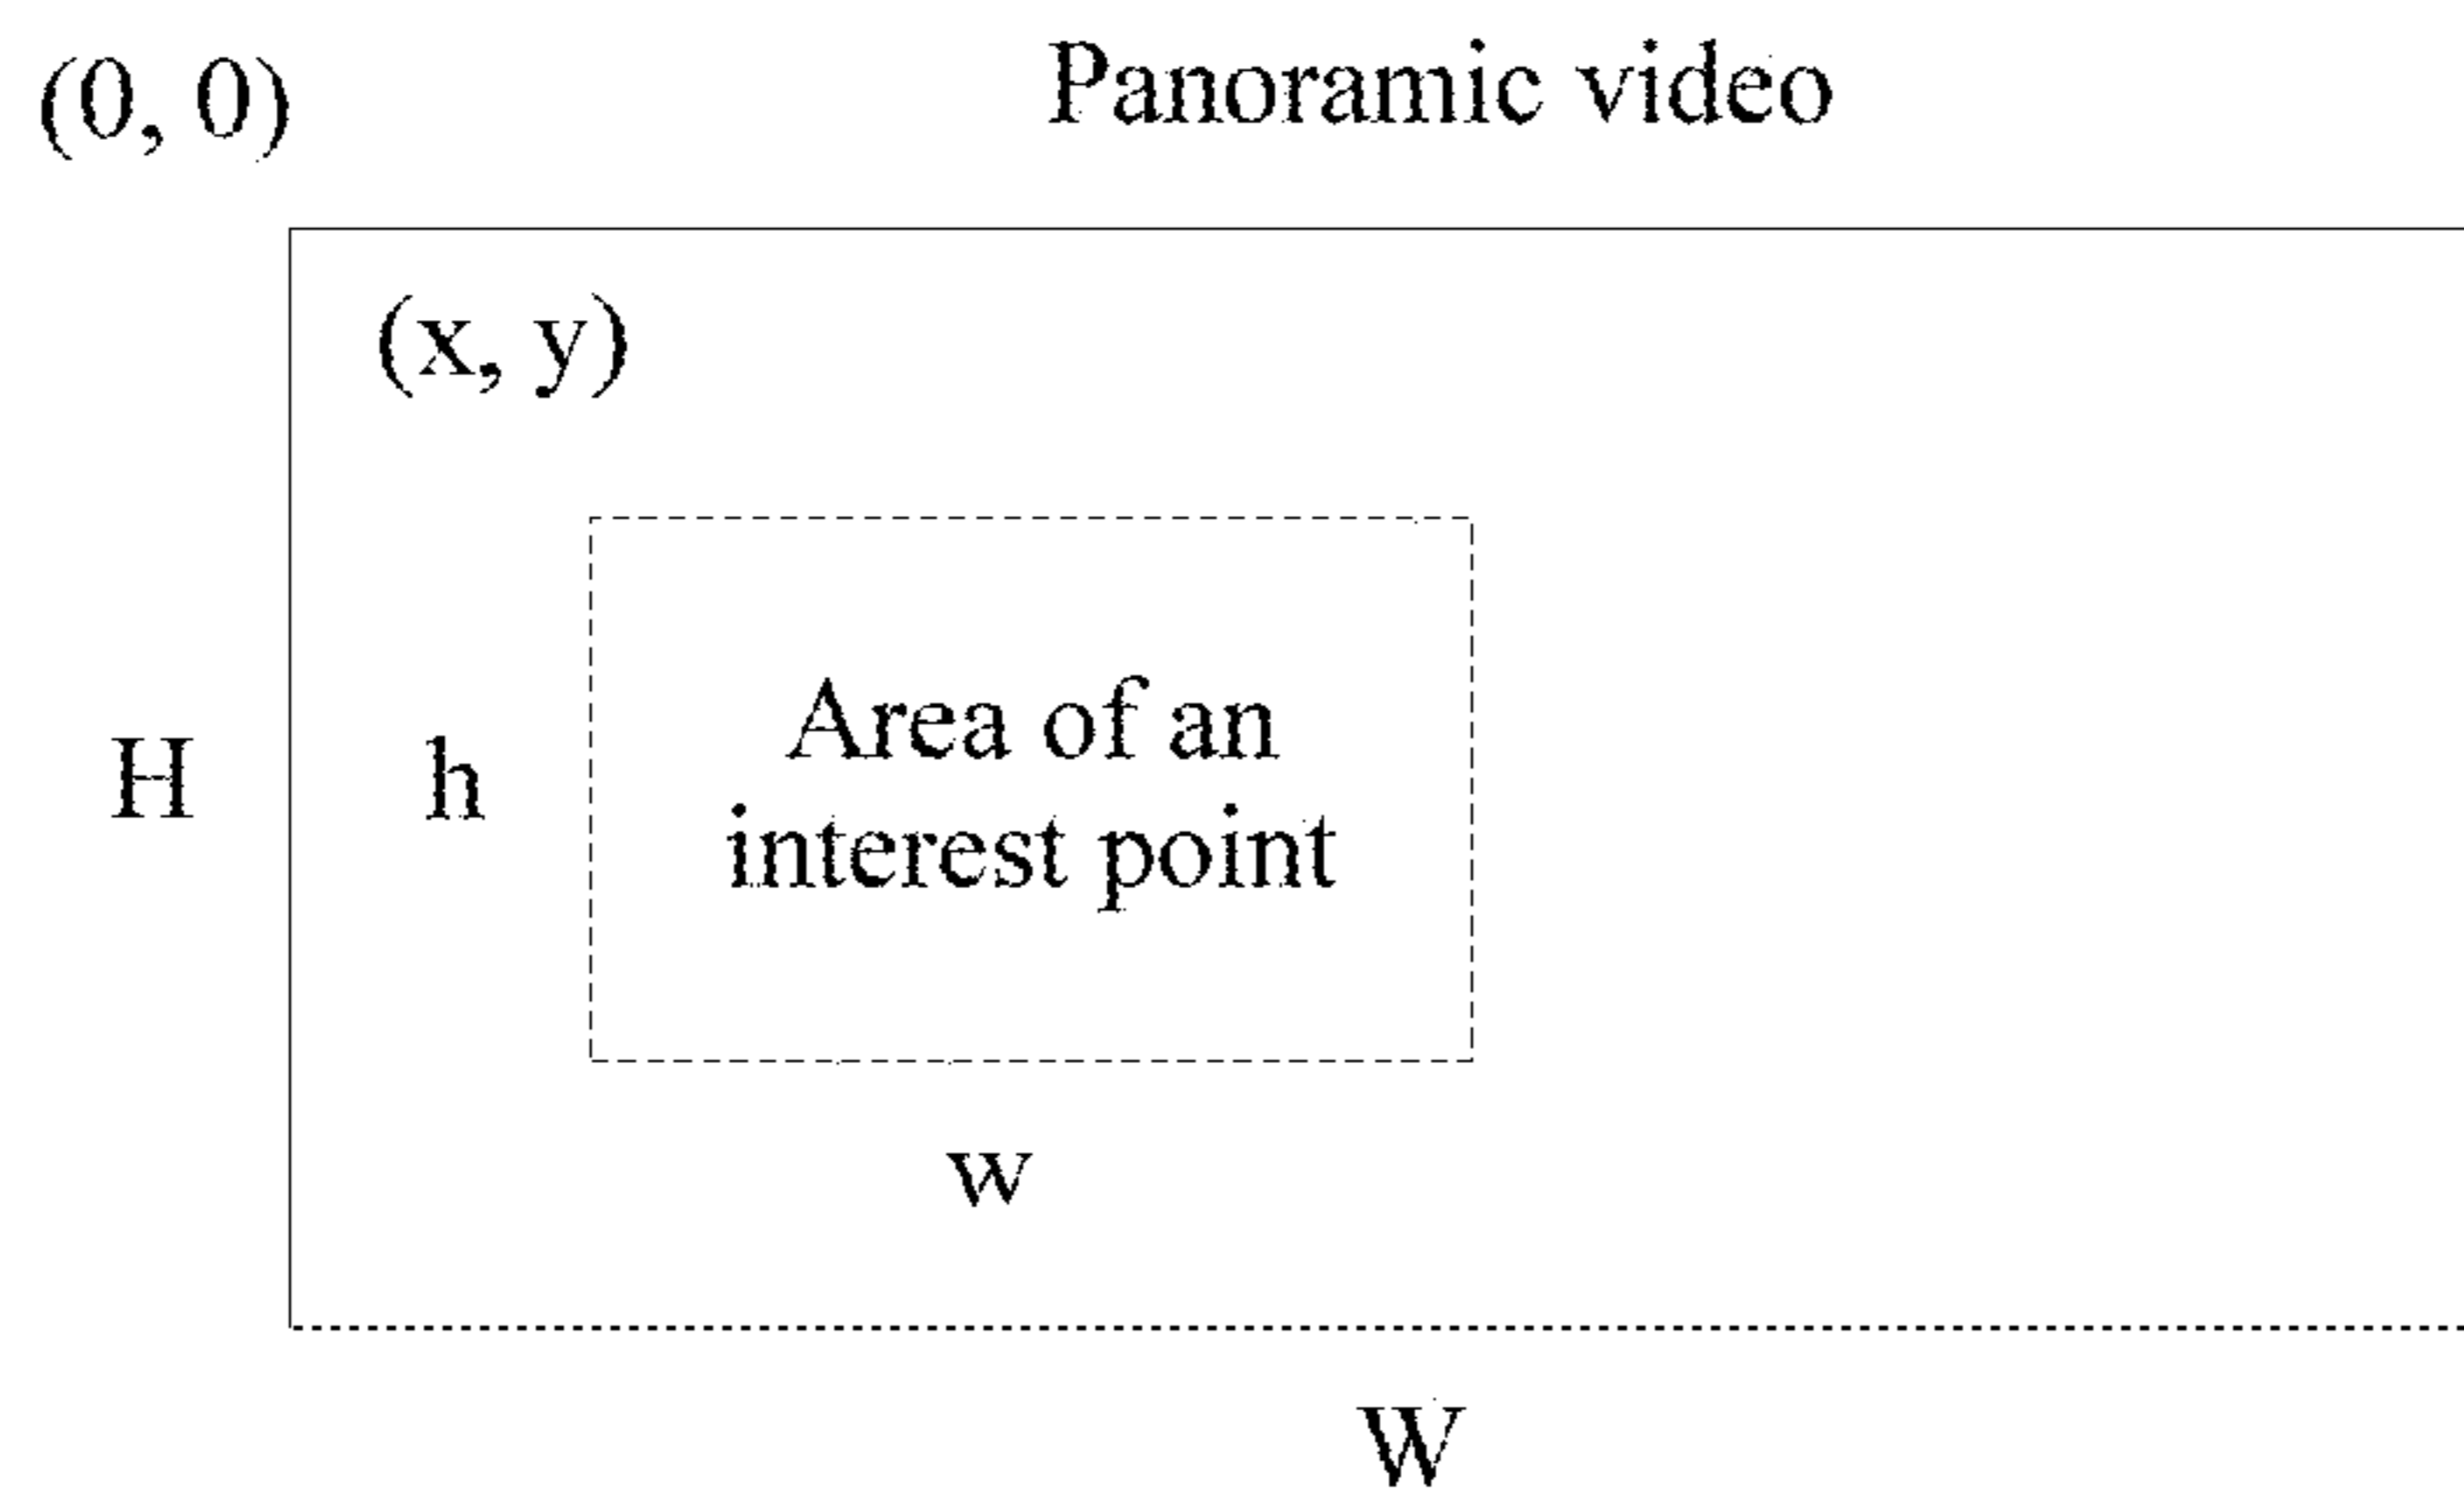 (0, 0)
Panoramic video
(x, y)
Area of an
interest point
H
h
w
W